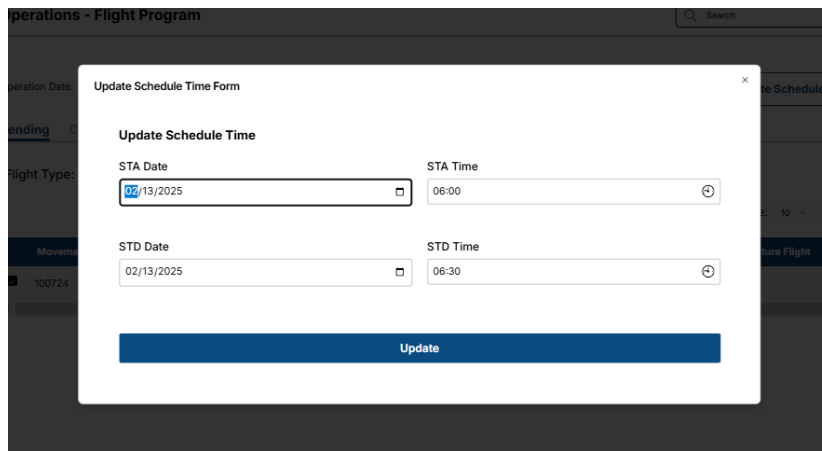 Operations - Flight Program
Search
peration Date:
te Schedule
ending C
Flight Type:
10
Moveme
ture Flight
100724
Update Schedule Time Form
×
Update Schedule Time
STA Date
STA Time
02/13/2025
06:00
STD Date
STD Time
02/13/2025
06:30
Update